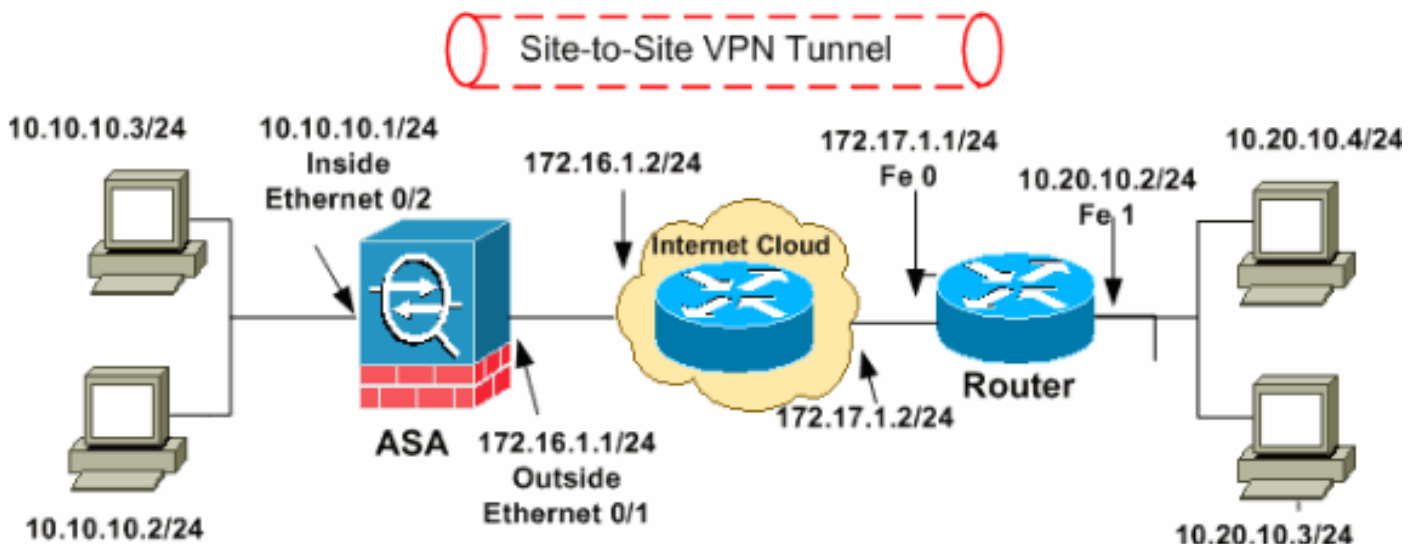 Site-to-Site VPN Tunnel
10.10.10.3/24
10.10.10.1/24
Inside
Ethernet 0/2
172.16.1.2/24
172.17.1.1/24
Fe 0
10.20.10.2/24
Fe 1
10.20.10.4/24
Internet Cloud
ASA
Router
172.16.1.1/24
Outside
Ethernet 0/1
172.17.1.2/24
10.10.10.2/24
10.20.10.3/24